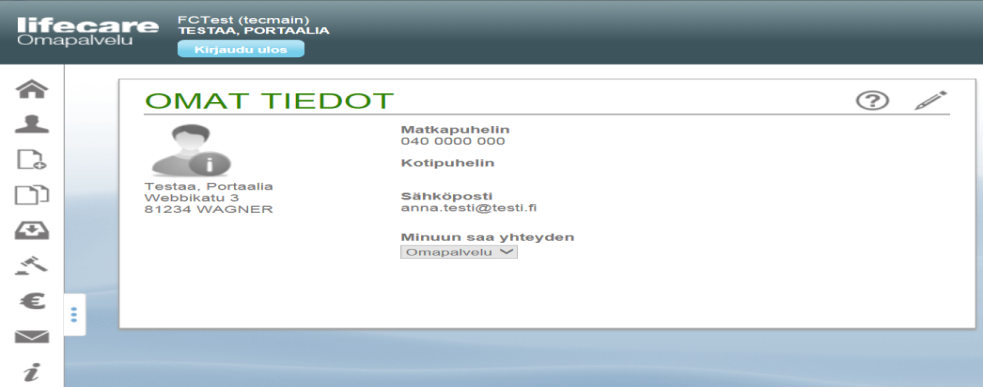 lifecare
Omapalvelu
FCTest (tecmain)
TESTAA, PORTAALIA
Kirjaudu ulos
OMAT TIEDOT
Testaa, Portaalia
Webbikatu 3
81234 WAGNER
Matkapuhelin
040 0000 000
Kotipuhelin
Sähköposti
anna.testi@testi.fi
Minuun saa yhteyden
Omapalvelu